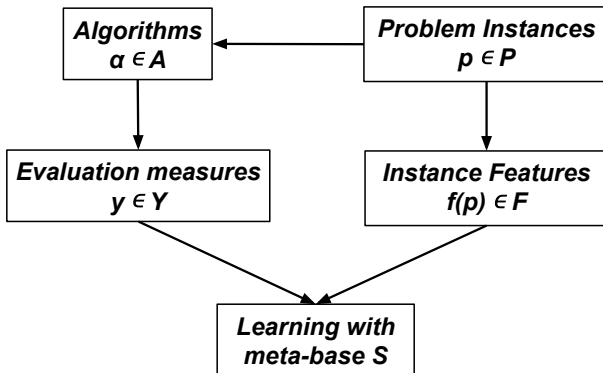 Algorithms
α ∈ A
Problem Instances
p ∈ P
Evaluation measures
y ∈ Y
Instance Features
f(p) ∈ F
Learning with
meta-base S